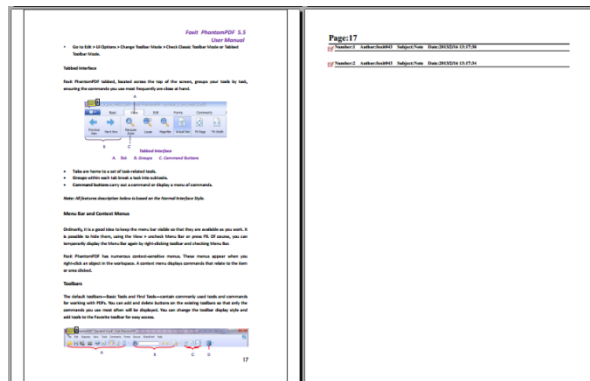 Foxit PhantomPDF 5.5
User Manual
• Go to Edit > UI Options > Change Toolbar Mode > Check Classic Toolbar Mode or Tabbed
Toolbar Mode.
Tabbed Interface
Foxit PhantomPDF tabbed, located across the top of the screen, groups your tools by task,
ensuring the commands you use most frequently are close at hand.
A
Edit Forms Comments
B
C
Tabbed Interface
A. Tab B. Groups C. Command Buttons
• Tabs are home to a set of task-related tools.
• Groups within each tab break a task into subtasks.
• Command buttons carry out a command or display a menu of commands.
Note: All features description below is based on the Normal Interface Style.
Menu Bar and Context Menus
Ordinarily, it is a good idea to keep the menu bar visible so that they are available as you work. It
is possible to hide them, using the View > uncheck Menu Bar or press F9. Of course, you can
temporarily display the Menu Bar again by right-clicking toolbar and checking Menu Bar.
Foxit PhantomPDF has numerous context-sensitive menus. These menus appear when you
right-click an object in the workspace. A context menu displays commands that relate to the item
or area clicked.
Toolbars
The default toolbars—Basic Tools and Find Tools—contain commonly used tools and commands
for working with PDFs. You can add and delete buttons on the existing toolbars so that only the
commands you use most often will be displayed. You can change the toolbar display style and
add tools to the Favorite toolbar for easy access.
A B C D
17
Page:17
Number:1 Author:foxit043 Subject:Note Date:2013/2/16 13:17:30
Number:2 Author:foxit043 Subject:Note Date:2013/2/16 13:17:34